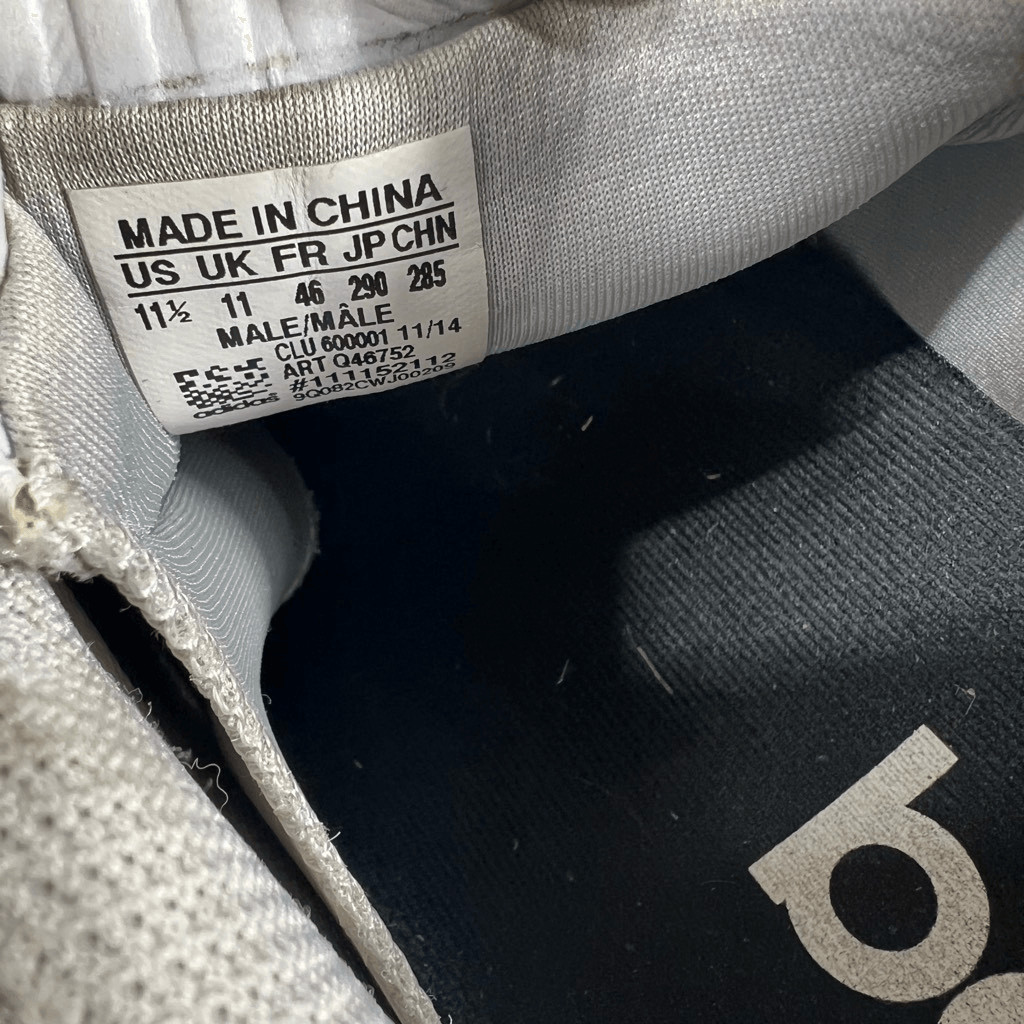 MADE IN CHINA
US UK FR JP CHN
11½ 11 46 290 285
MALE/MÂLE
CLU 600001 11/14
ART Q46752
#111152112
9Q082CWJ00209
adidas
a